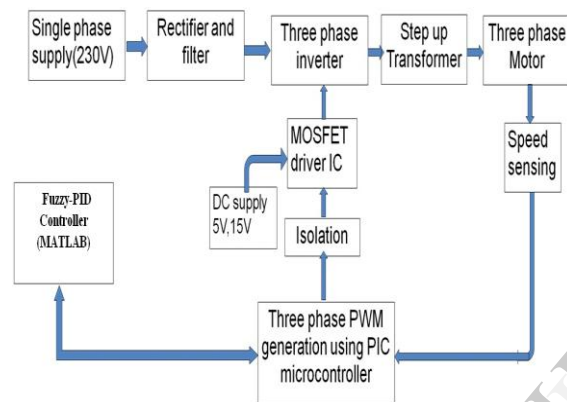 Single phase
supply(230V)
Rectifier and
filter
Three phase
inverter
Step up
Transformer
Three phase
Motor
MOSFET
driver IC
Speed
sensing
Fuzzy-PID
Controller
(MATLAB)
DC supply
5V,15V
Isolation
Three phase PWM
generation using PIC
microcontroller